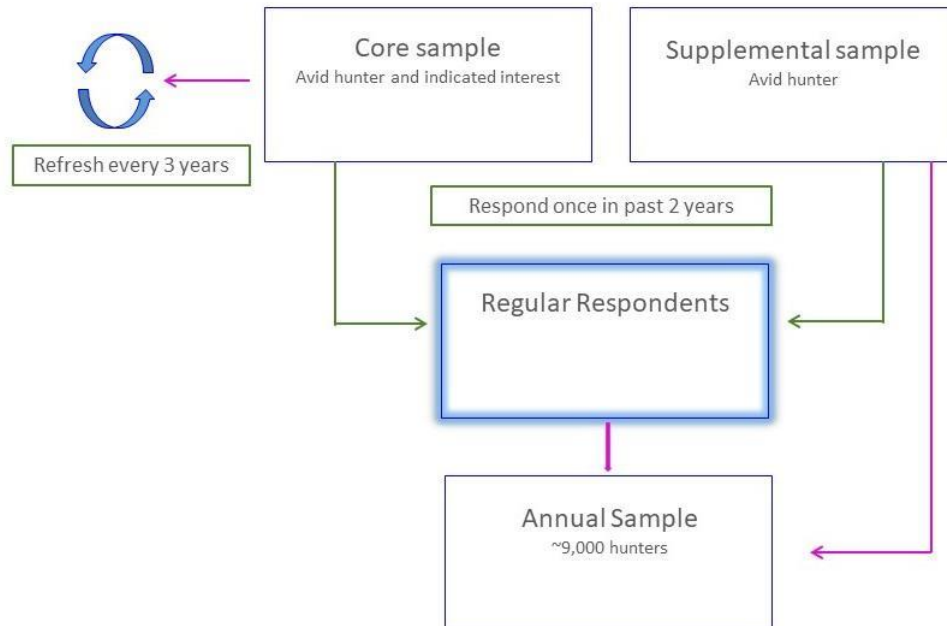 Core sample
Avid hunter and indicated interest
Supplemental sample
Avid hunter
Refresh every 3 years
Respond once in past 2 years
Regular Respondents
Annual Sample
~9,000 hunters